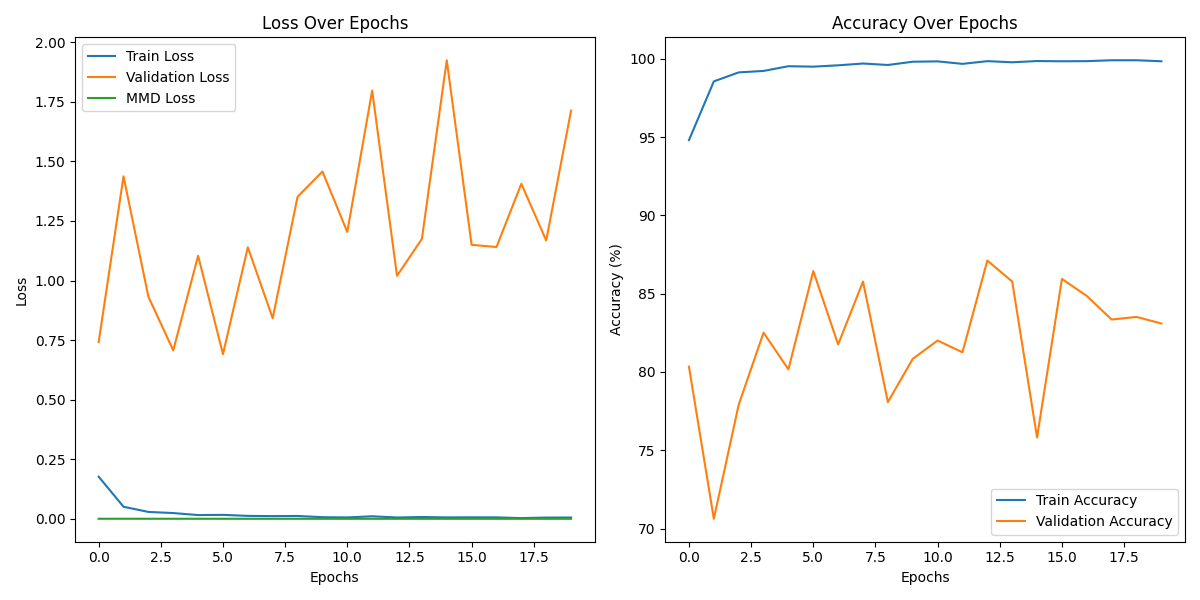 Loss Over Epochs
Train Loss
Validation Loss
MMD Loss
2.00
1.75
1.50
1.25
1.00
0.75
0.50
0.25
0.00
Loss
0.0 2.5 5.0 7.5 10.0 12.5 15.0 17.5
Epochs
Accuracy Over Epochs
100
95
90
85
80
75
70
Accuracy (%)
Train Accuracy
Validation Accuracy
0.0 2.5 5.0 7.5 10.0 12.5 15.0 17.5
Epochs